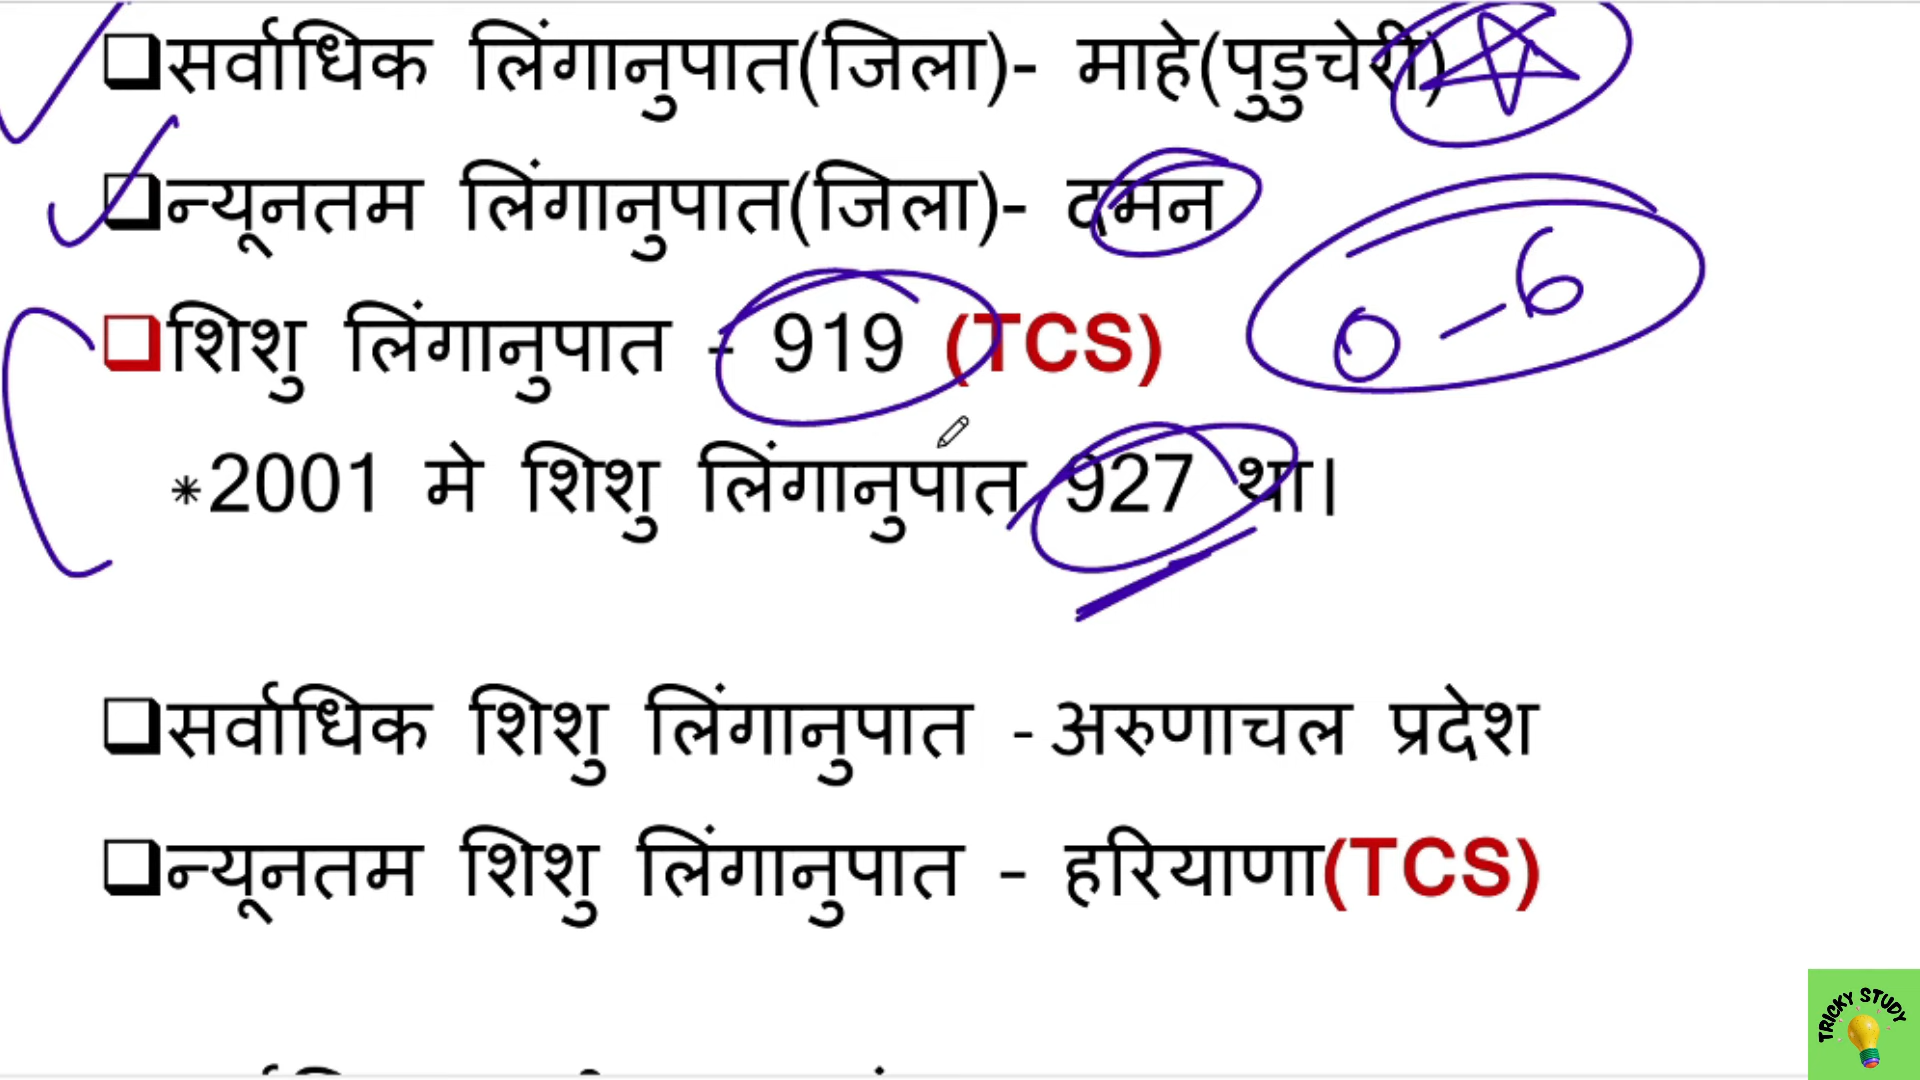 ❑सर्वाधिक लिंगानुपात(जिला)- माहे(पुडुचेरी)
❑न्यूनतम लिंगानुपात(जिला)- दमन
❑शिशु लिंगानुपात - 919 (TCS)
0-6
*2001 मे शिशु लिंगानुपात 927 था।
❑सर्वाधिक शिशु लिंगानुपात - अरुणाचल प्रदेश
❑न्यूनतम शिशु लिंगानुपात - हरियाणा(TCS)
TRICKY STUDY